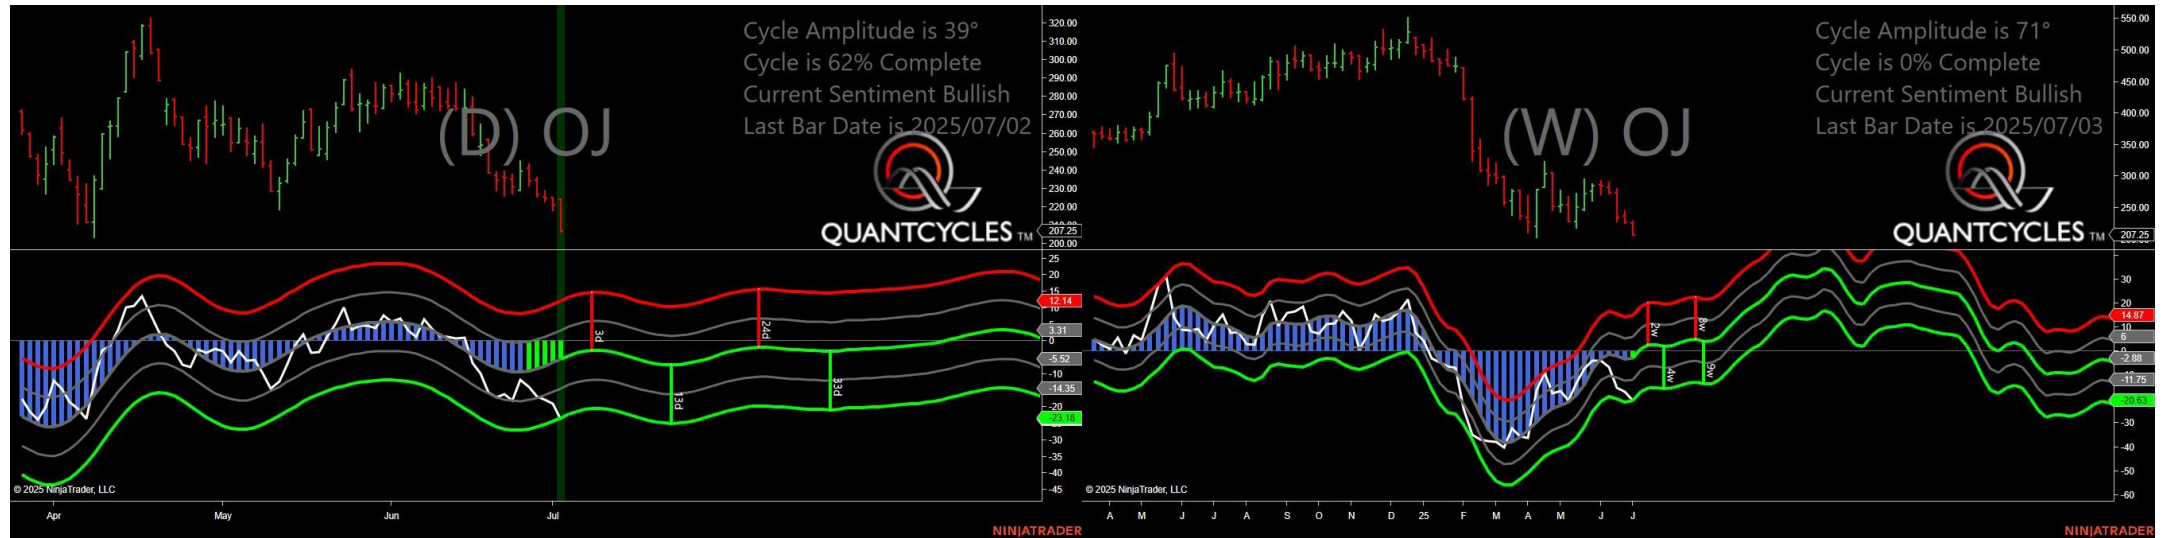 Cycle Amplitude is 39°
Cycle is 62% Complete
Current Sentiment Bullish
Last Bar Date is 2025/07/02
(D) OJ
QUANTCYCLES TM
320.00
310.00
300.00
290.00
280.00
270.00
260.00
250.00
240.00
230.00
220.00
207.25
200.00
25
20
15
12.14
3.31
0
-5.52
-10
-14.35
-20
-23.18
-30
-35
-40
-45
3d
13d
24d
33d
© 2025 NinjaTrader, LLC
Apr May Jun Jul
NINJATRADER
Cycle Amplitude is 71°
Cycle is 0% Complete
Current Sentiment Bullish
Last Bar Date is 2025/07/03
(W) OJ
QUANTCYCLES TM
550.00
500.00
450.00
400.00
350.00
300.00
250.00
207.25
30
20
14.87
10
6
-2.88
-11.75
-20.63
-30
-40
-50
-60
2w
4w
8w
9w
© 2025 NinjaTrader, LLC
A M J J A S O N D 25 F M A M J J
NINJATRADER